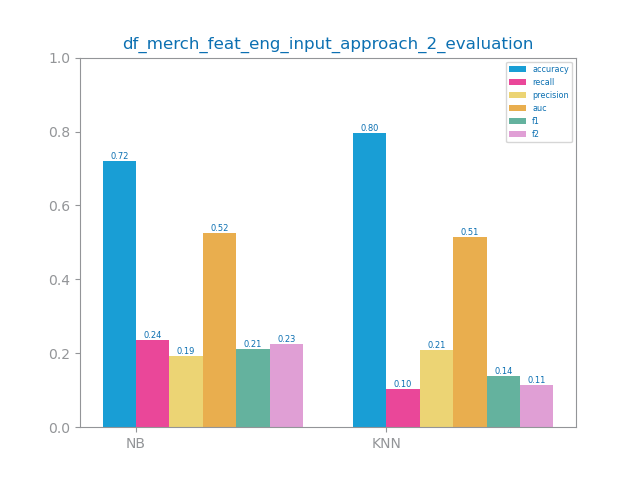 df_merch_feat_eng_input_approach_2_evaluation
1.0
0.8
0.6
0.4
0.2
0.0
accuracy
recall
precision
auc
f1
f2
0.72
0.24
0.19
0.52
0.21
0.23
0.80
0.10
0.21
0.51
0.14
0.11
NB
KNN